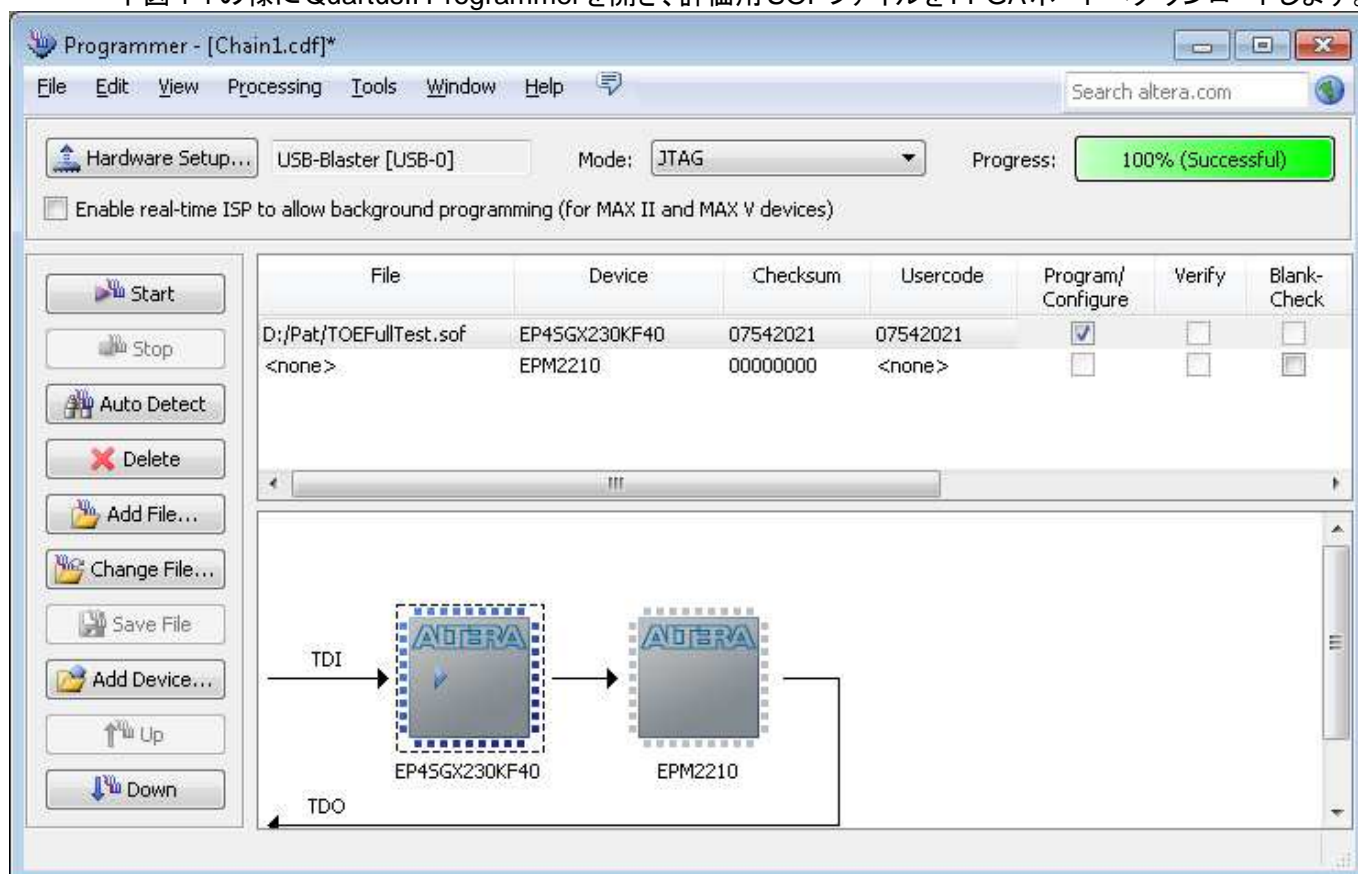 Programmer - [Chain1.cdf]*
File Edit View Processing Tools Window Help
Search altera.com
Hardware Setup... USB-Blaster [USB-0] Mode: JTAG Progress: 100% (Successful)
Enable real-time ISP to allow background programming (for MAX II and MAX V devices)
Start
Stop
Auto Detect
Delete
Add File...
Change File...
Save File
Add Device...
Up
Down
File Device Checksum Usercode Program/Configure Verify Blank-Check
D:/Pat/TOEFullTest.sof EP4SGX230KF40 07542021 07542021
<none> EPM2210 00000000 <none>
TDI
ALTERA
ALTERA
EP4SGX230KF40
EPM2210
TDO